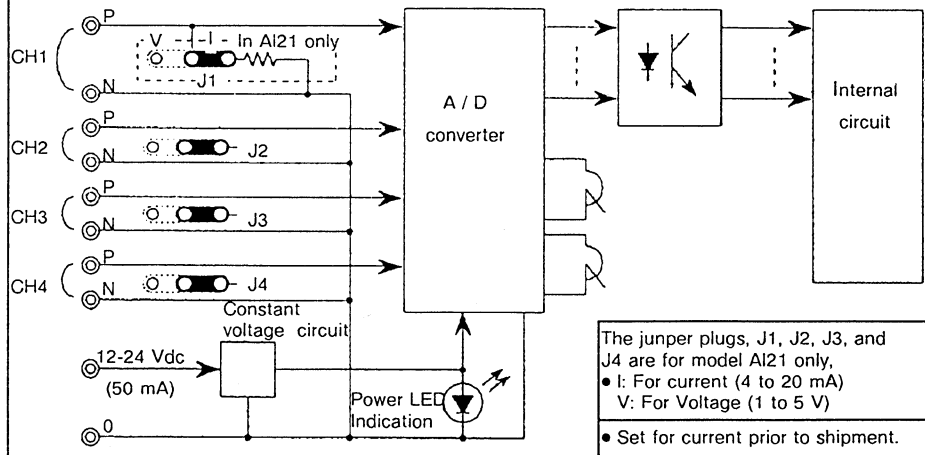 P
CH1
V I In AI21 only
J1
N
A / D
converter
Internal
circuit
P
CH2
N
J2
P
CH3
N
J3
P
CH4
N
J4
Constant
voltage circuit
12-24 Vdc
(50 mA)
Power LED
Indication
0
The junper plugs, J1, J2, J3, and
J4 are for model AI21 only,
● I: For current (4 to 20 mA)
V: For Voltage (1 to 5 V)
● Set for current prior to shipment.